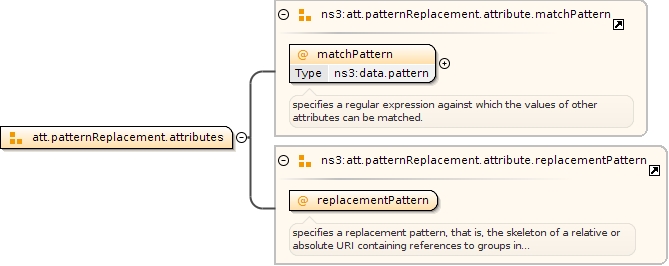 ns3:att.patternReplacement.attribute.matchPattern
@ matchPattern
Type ns3:data.pattern
specifies a regular expression against which the values of other
attributes can be matched.
att.patternReplacement.attributes
ns3:att.patternReplacement.attribute.replacementPattern
@ replacementPattern
specifies a replacement pattern, that is, the skeleton of a relative or
absolute URI containing references to groups in...